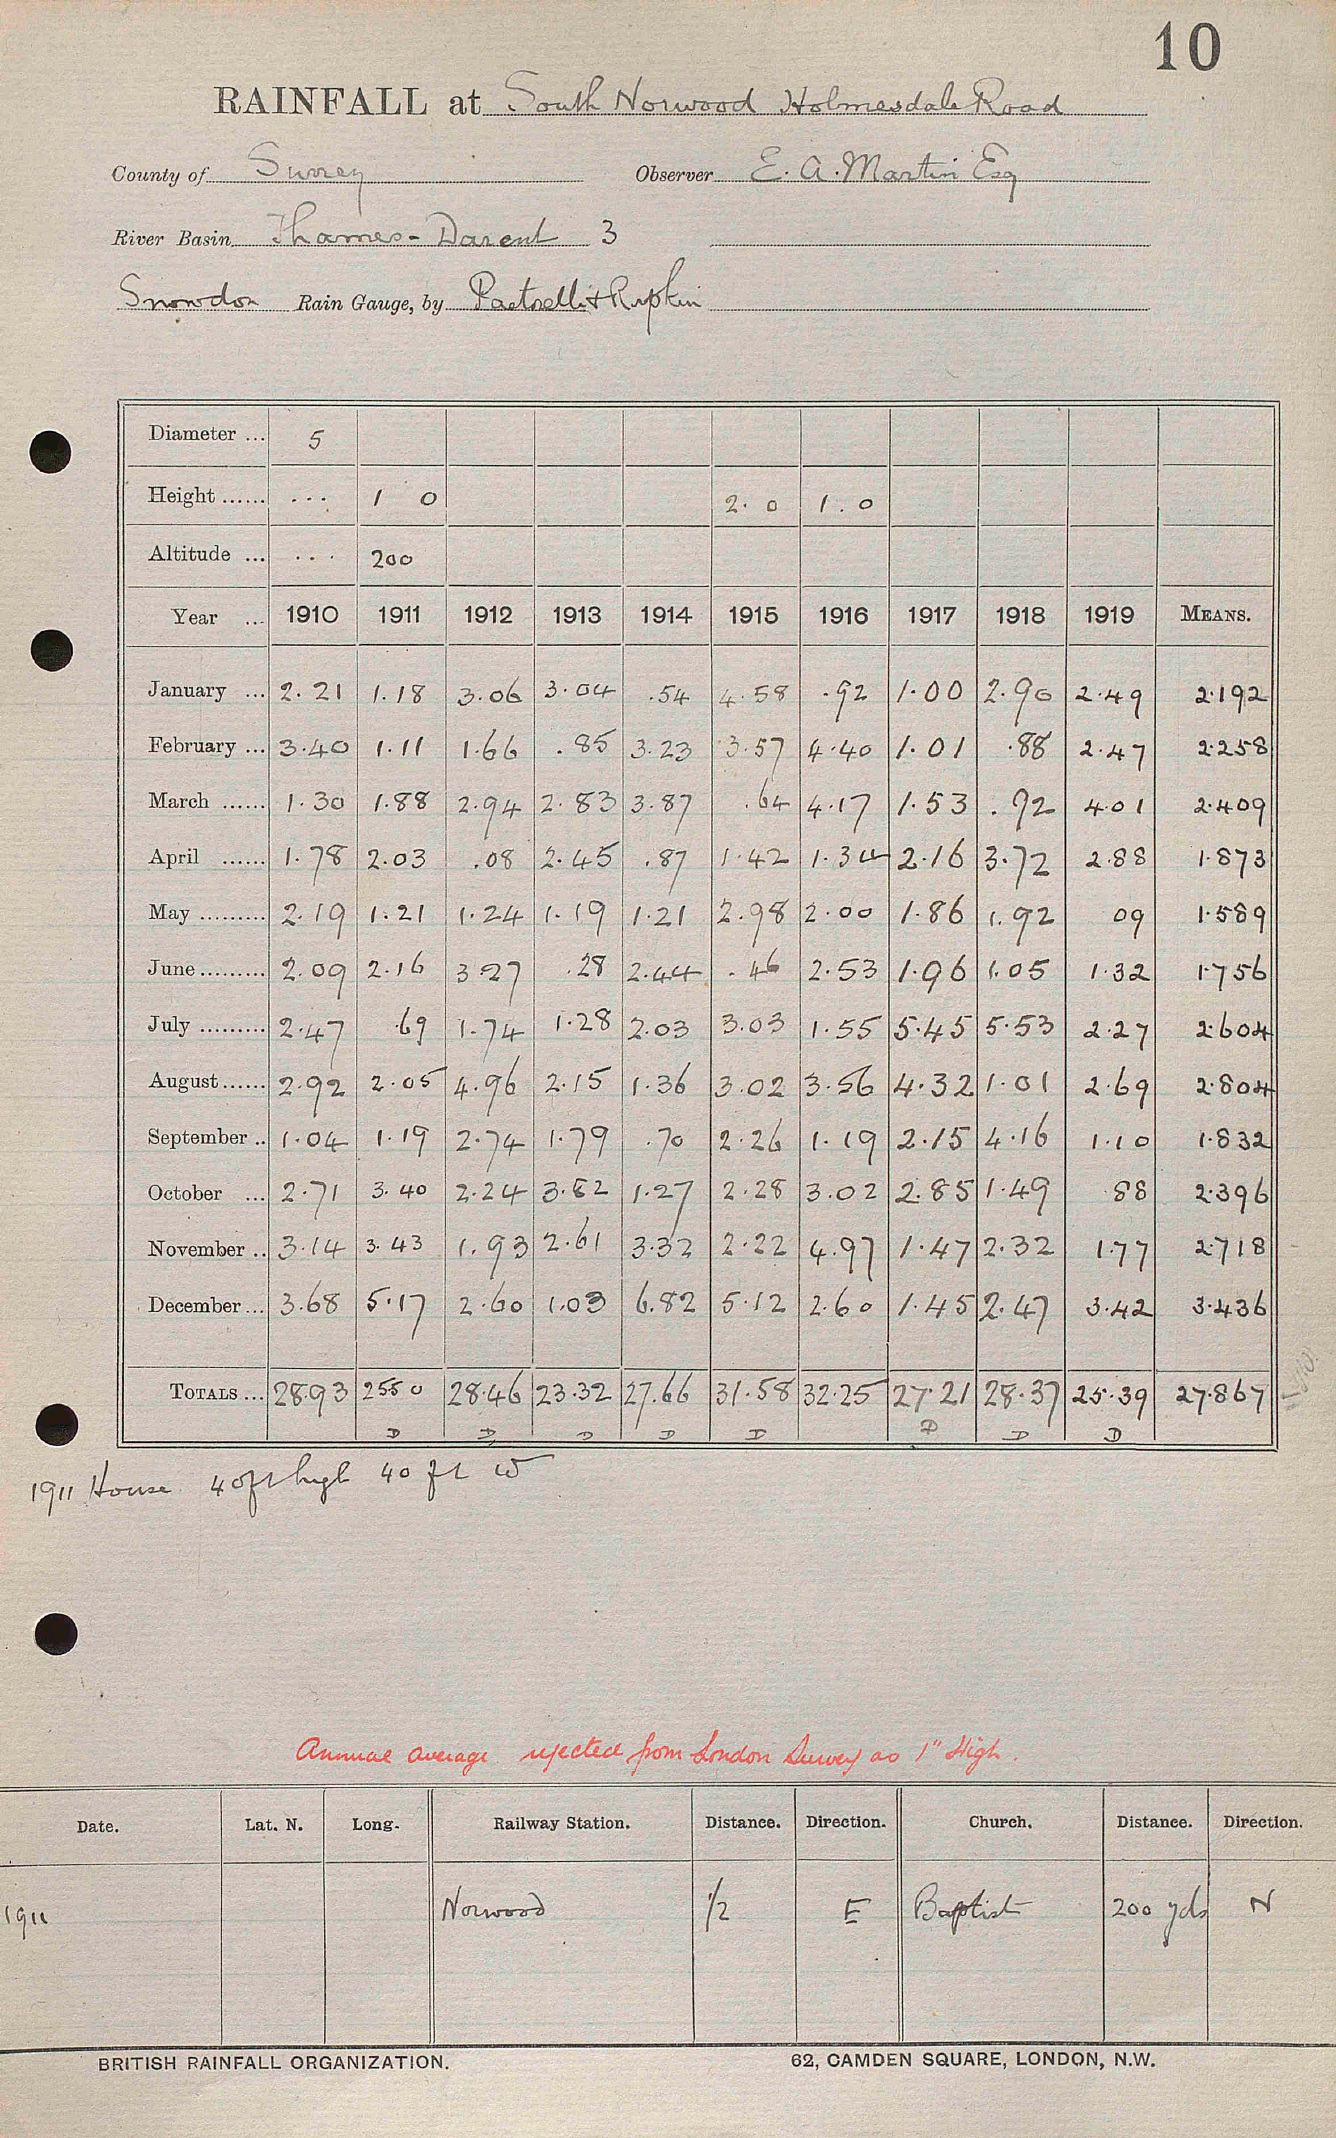 10
RAINFALL at South Norwood Holmesdale Road
County of Surrey Observer E. A. Martin Esq
River Basin Thames-Darent 3
Snowdon Rain Gauge, by Pastorelli & Rapkin
Diameter ... 5
Height ...... ... 1 0 2. 0 1. 0
Altitude ... ... 200
Year ... 1910 1911 1912 1913 1914 1915 1916 1917 1918 1919 MEANS.
January ... 2.21 1.18 3.06 3.04 .54 4.58 .92 1.00 2.90 2.49 2.192
February ... 3.40 1.11 1.66 .85 3.23 3.57 4.40 1.01 .88 2.47 2.258
March ...... 1.30 1.88 2.94 2.83 3.87 .64 4.17 1.53 .92 4.01 2.409
April ...... 1.78 2.03 .08 2.45 .87 1.42 1.34 2.16 3.72 2.88 1.873
May ......... 2.19 1.21 1.24 1.19 1.21 2.98 2.00 1.86 1.92 09 1.589
June ......... 2.09 2.16 3.27 .28 2.44 .46 2.53 1.96 1.05 1.32 1.756
July ......... 2.47 .69 1.74 1.28 2.03 3.03 1.55 5.45 5.53 2.27 2.604
August ...... 2.92 2.05 4.96 2.15 1.36 3.02 3.56 4.32 1.01 2.69 2.804
September .. 1.04 1.19 2.74 1.79 .70 2.26 1.19 2.15 4.16 1.10 1.832
October ... 2.71 3.40 2.24 3.82 1.27 2.28 3.02 2.85 1.49 .88 2.396
November .. 3.14 3.43 1.93 2.61 3.32 2.22 4.97 1.47 2.32 1.77 2.718
December ... 3.68 5.17 2.60 1.03 6.82 5.12 2.60 1.45 2.47 3.42 3.436
TOTALS ... 28.93 25.50 28.46 23.32 27.66 31.58 32.25 27.21 28.37 25.39 27.867
D D D D D D D D
1911 House 40ft high 40 ft W
Annual average rejected from London Survey as 1" High.
Date. Lat. N. Long. Railway Station. Distance. Direction. Church. Distance. Direction.
1911 Norwood 1/2 E Baptist 200 yds N
BRITISH RAINFALL ORGANIZATION. 62, CAMDEN SQUARE, LONDON, N.W.